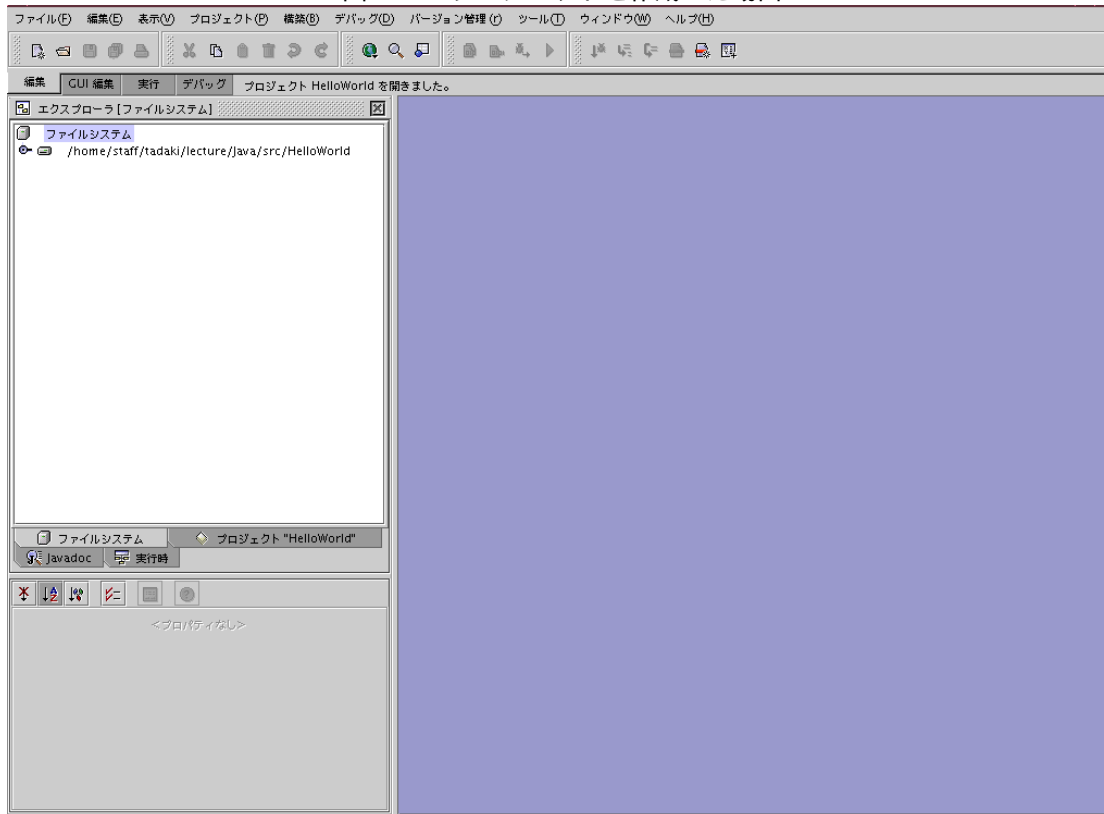 ファイル(F) 編集(E) 表示(V) プロジェクト(P) 構築(B) デバッグ(D) バージョン管理(r) ツール(T) ウィンドウ(W) ヘルプ(H)
編集 GUI 編集 実行 デバッグ プロジェクト HelloWorld を開きました。
エクスプローラ [ファイルシステム]
ファイルシステム
/home/staff/tadaki/lecture/Java/src/HelloWorld
ファイルシステム プロジェクト "HelloWorld"
Javadoc 実行時
<プロパティなし>